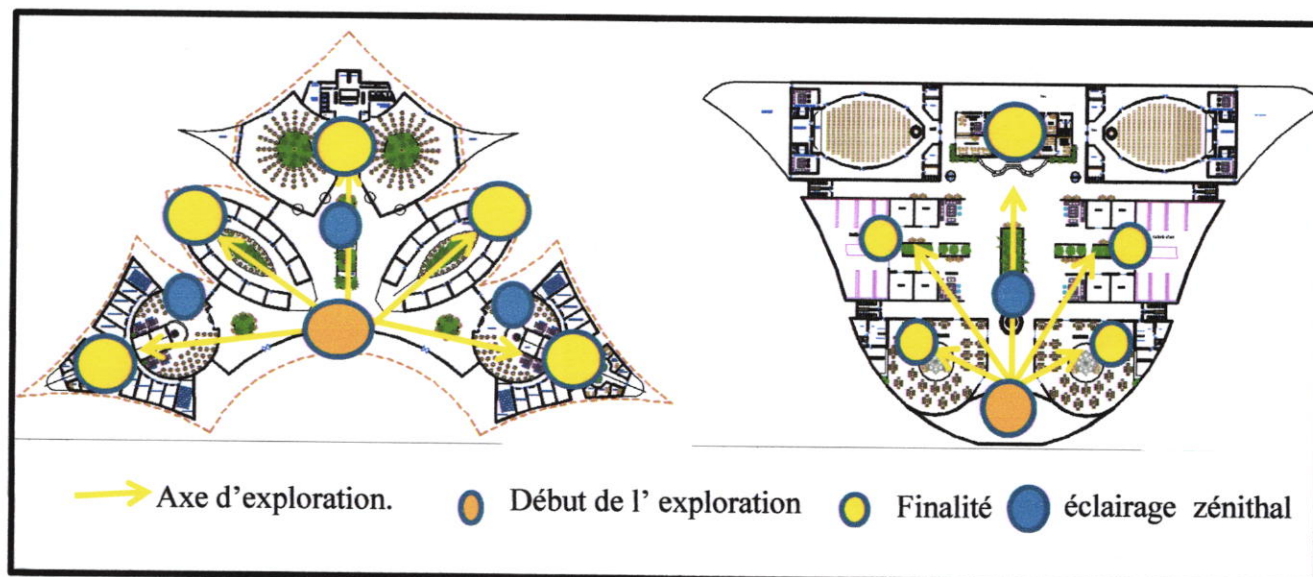 Axe d’exploration.
Début de l’ exploration
Finalité
éclairage zénithal